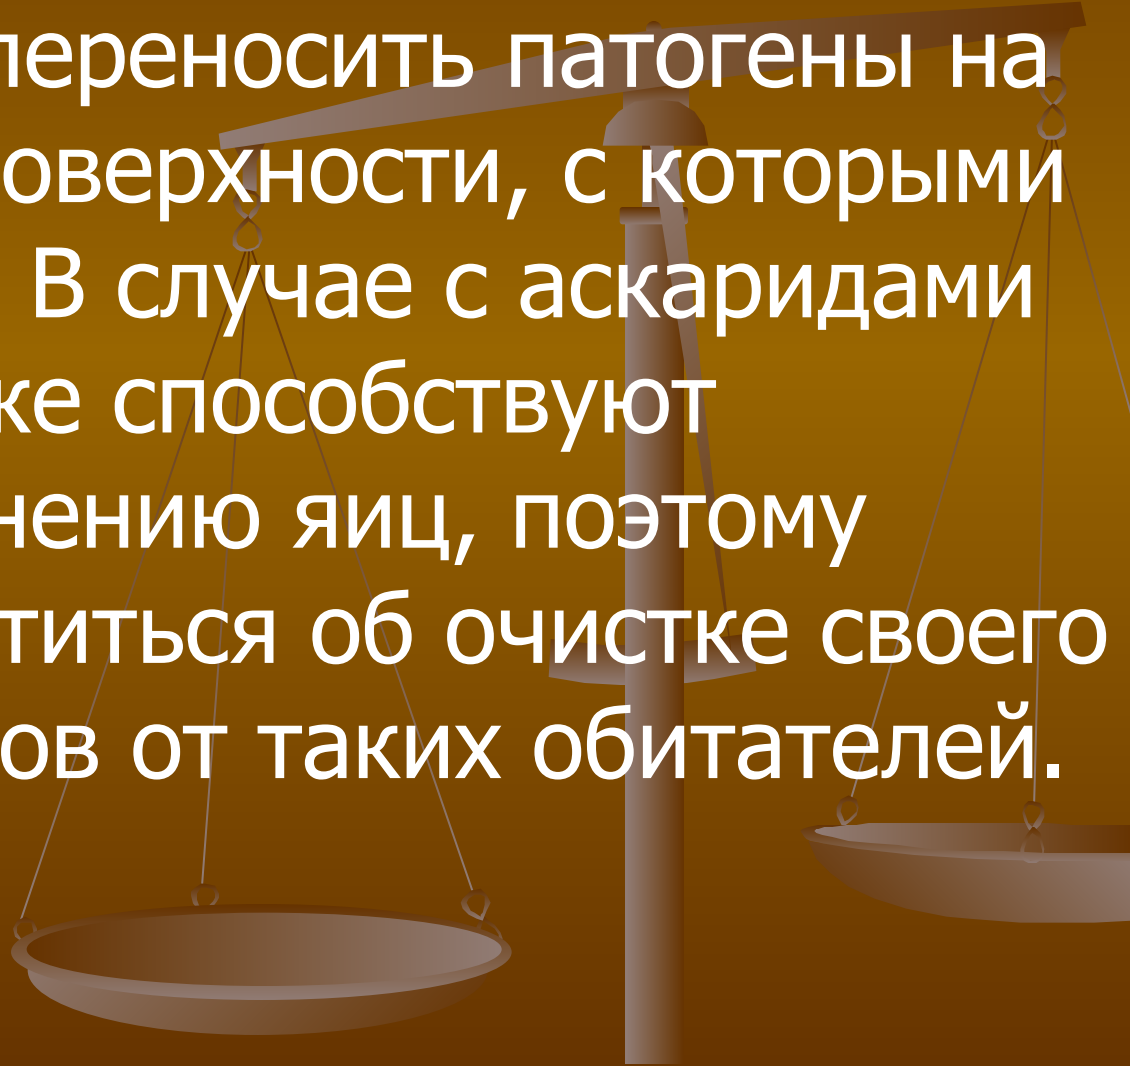 переносить патогены на
оверхности, с которыми
В случае с аскаридами
же способствуют
нению яиц, поэтому
титься об очистке своего
ов от таких обитателей.